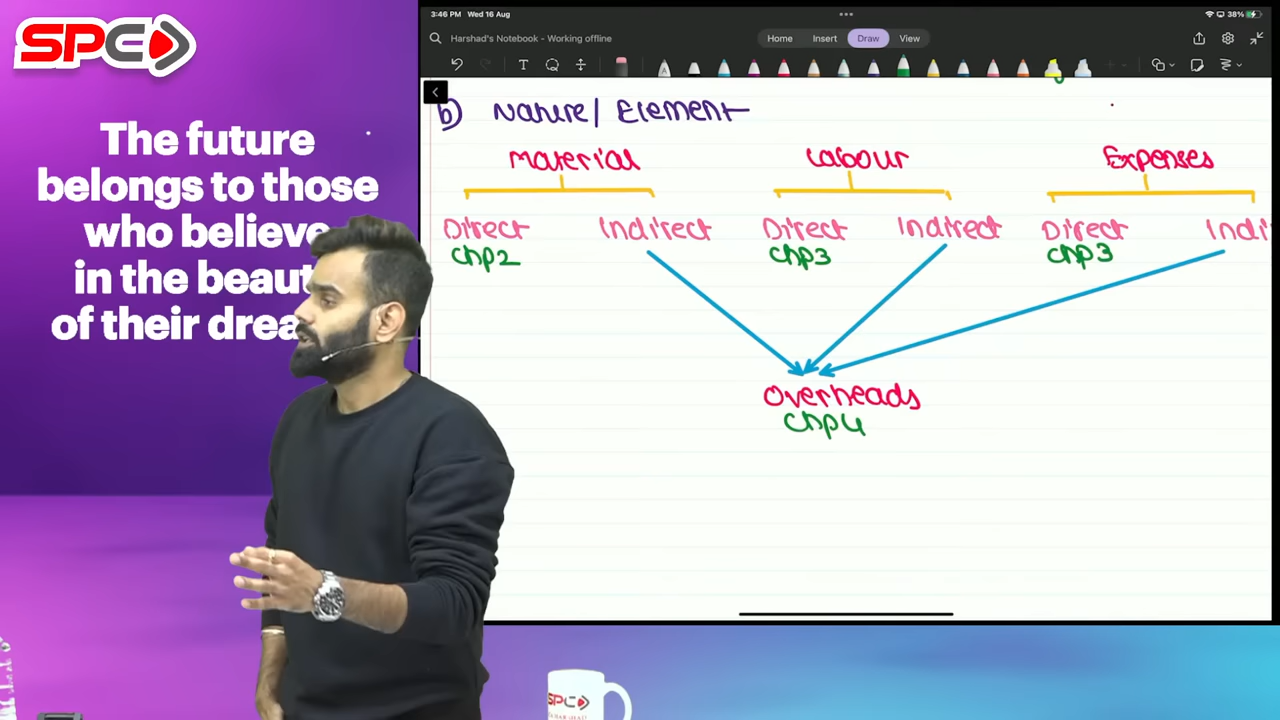 SPC
The future
belongs to those
who believe
in the beaut
of their drea
3:46 PM Wed 16 Aug
38%
Harshad's Notebook - Working offline
Home Insert Draw View
b) Nature/ Element
Material Labour Expenses
Direct Indirect Direct Indirect Direct Indi
Chp2 Chp3 Chp3
Overheads
Chp4
SPC